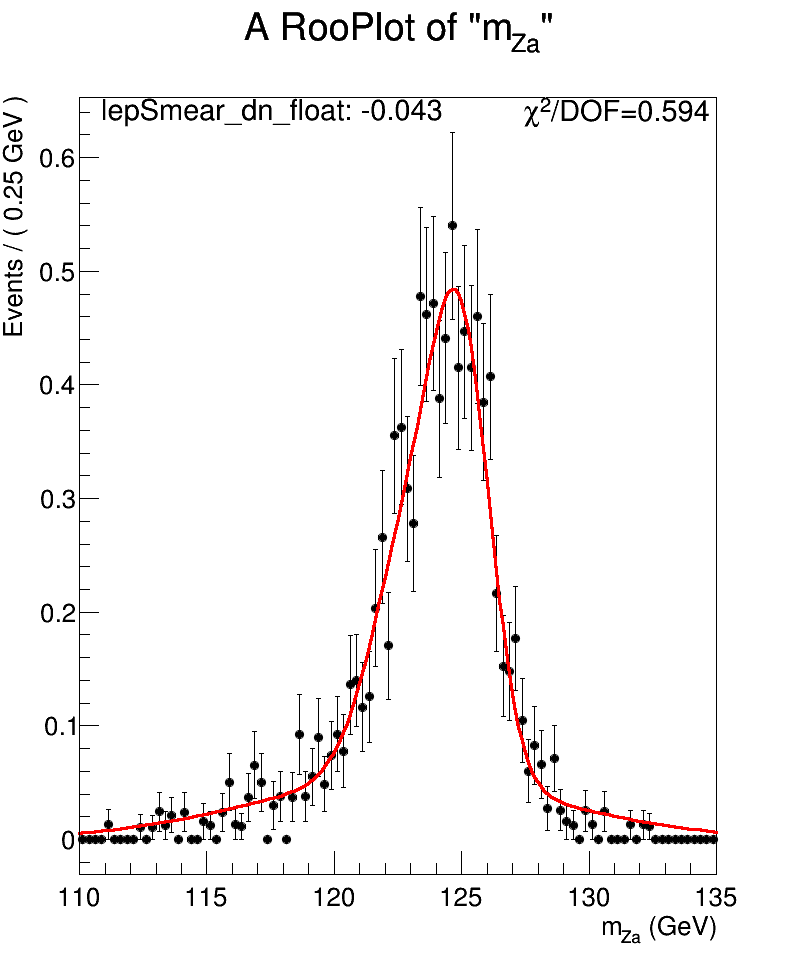 A RooPlot of "m_Za"
lepSmear_dn_float: -0.043
χ²/DOF=0.594
Events / ( 0.25 GeV )
0.6
0.5
0.4
0.3
0.2
0.1
0
110 115 120 125 130 135
m_Za (GeV)